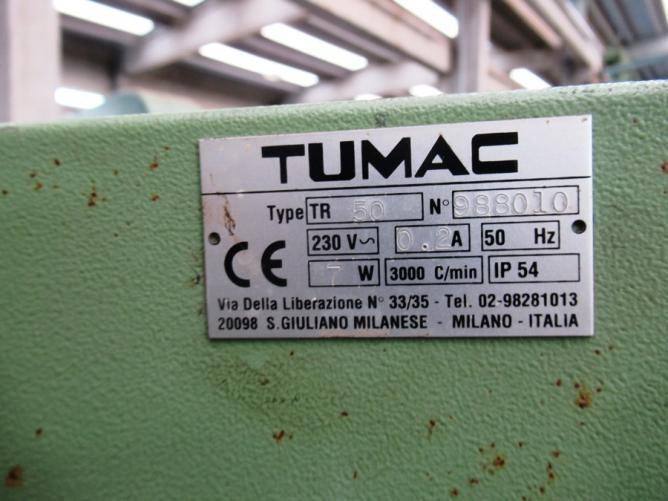 TUMAC
Type TR 50 N° 988010
230 V~ 0.2 A 50 Hz
CE 7 W 3000 C/min IP 54
Via Della Liberazione N° 33/35 - Tel. 02-98281013
20098 S.GIULIANO MILANESE - MILANO - ITALIA